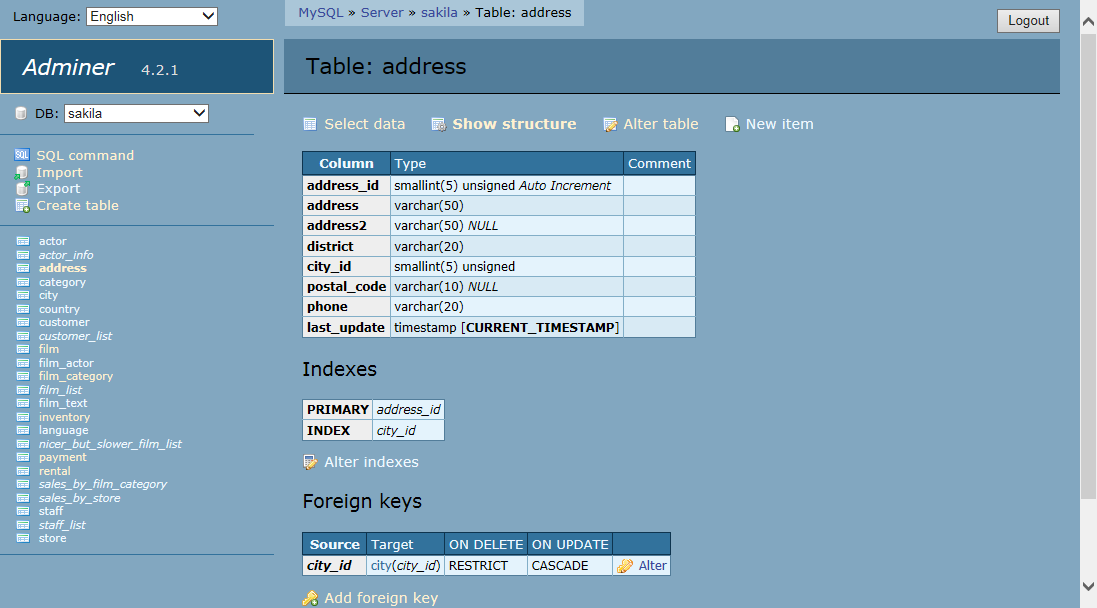 Language: English
MySQL » Server » sakila » Table: address
Logout
Adminer 4.2.1
Table: address
DB: sakila
Select data Show structure Alter table New item
SQL command
Import
Export
Create table
actor
actor_info
address
category
city
country
customer
customer_list
film
film_actor
film_category
film_list
film_text
inventory
language
nicer_but_slower_film_list
payment
rental
sales_by_film_category
sales_by_store
staff
staff_list
store
Column Type Comment
address_id smallint(5) unsigned Auto Increment
address varchar(50)
address2 varchar(50) NULL
district varchar(20)
city_id smallint(5) unsigned
postal_code varchar(10) NULL
phone varchar(20)
last_update timestamp [CURRENT_TIMESTAMP]
Indexes
PRIMARY address_id
INDEX city_id
Alter indexes
Foreign keys
Source Target ON DELETE ON UPDATE
city_id city(city_id) RESTRICT CASCADE Alter
Add foreign key